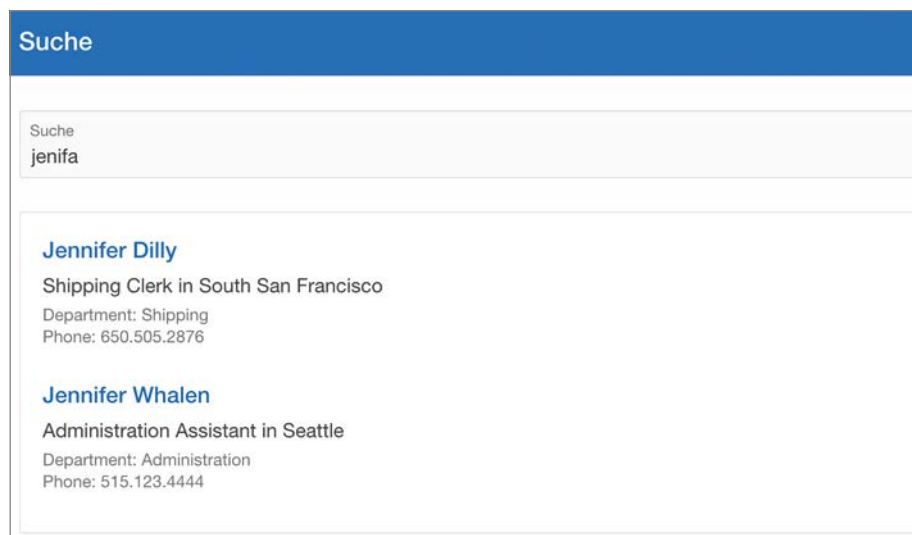 Suche
Suche
jenifa
Jennifer Dilly
Shipping Clerk in South San Francisco
Department: Shipping
Phone: 650.505.2876
Jennifer Whalen
Administration Assistant in Seattle
Department: Administration
Phone: 515.123.4444